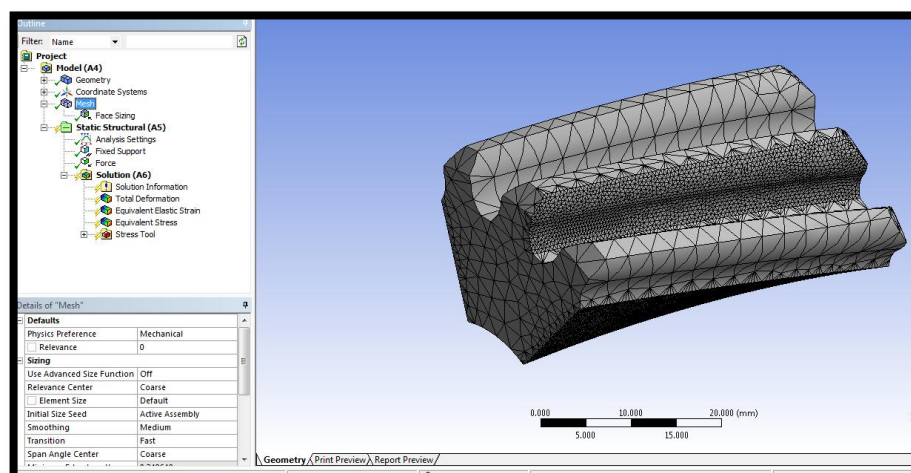 Outline
Filter: Name
Project
Model (A4)
Geometry
Coordinate Systems
Mesh
Face Sizing
Static Structural (A5)
Analysis Settings
Fixed Support
Force
Solution (A6)
Solution Information
Total Deformation
Equivalent Elastic Strain
Equivalent Stress
Stress Tool
Details of "Mesh"
Defaults
Physics Preference Mechanical
Relevance 0
Sizing
Use Advanced Size Function Off
Relevance Center Coarse
Element Size Default
Initial Size Seed Active Assembly
Smoothing Medium
Transition Fast
Span Angle Center Coarse
0.000 10.000 20.000 (mm)
5.000 15.000
Geometry Print Preview Report Preview